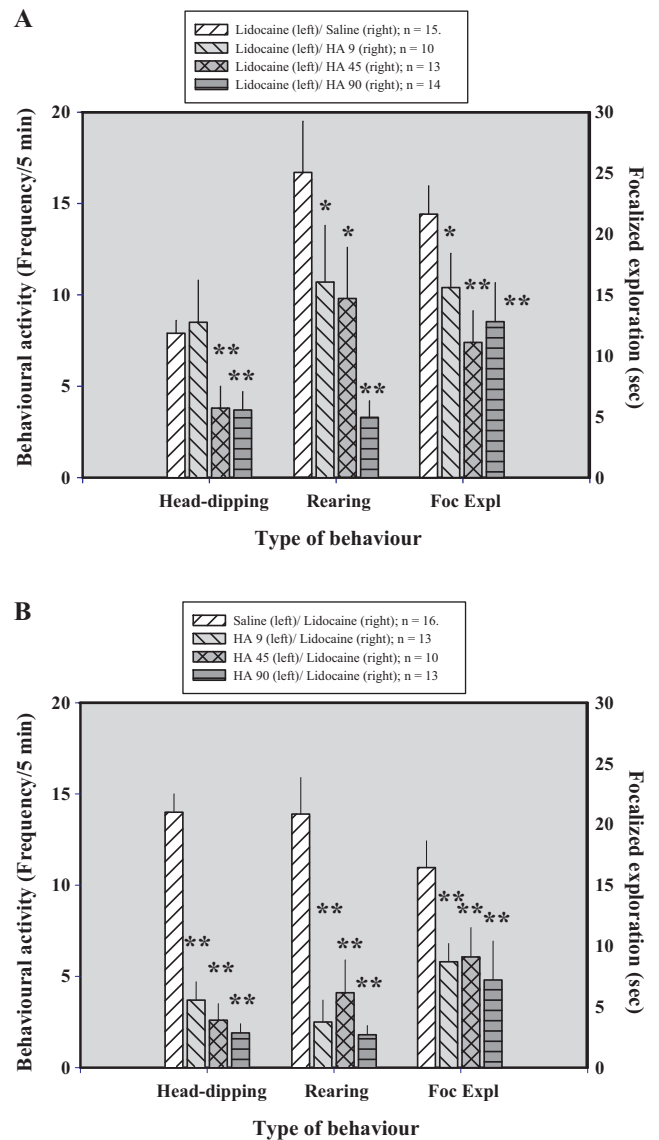 A
Lidocaine (left)/ Saline (right); n = 15.
Lidocaine (left)/ HA 9 (right); n = 10
Lidocaine (left)/ HA 45 (right); n = 13
Lidocaine (left)/ HA 90 (right); n = 14
Behavioural activity (Frequency/5 min)
20
15
10
5
0
30
25
20
15
10
5
0
Focalized exploration (sec)
*
*
*
**
**
**
**
**
Head-dipping Rearing Foc Expl
Type of behaviour
B
Saline (left)/ Lidocaine (right); n = 16.
HA 9 (left)/ Lidocaine (right); n = 13
HA 45 (left)/ Lidocaine (right); n = 10
HA 90 (left)/ Lidocaine (right); n = 13
Behavioural activity (Frequency/5 min)
20
15
10
5
0
30
25
20
15
10
5
0
Focalized exploration (sec)
**
**
**
**
**
**
**
**
**
Head-dipping Rearing Foc Expl
Type of behaviour